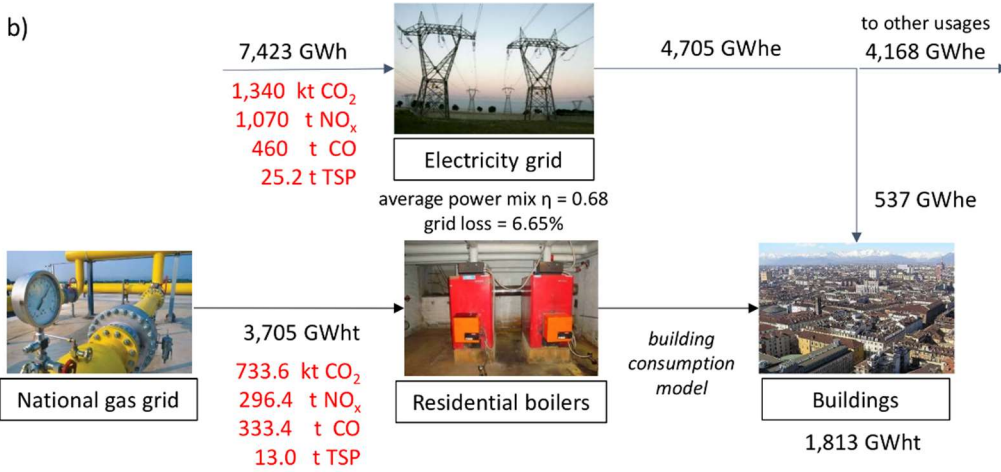 b)
7,423 GWh
1,340 kt CO₂
1,070 t NOₓ
460 t CO
25.2 t TSP
Electricity grid
average power mix η = 0.68
grid loss = 6.65%
4,705 GWhe
to other usages
4,168 GWhe
537 GWhe
National gas grid
3,705 GWht
733.6 kt CO₂
296.4 t NOₓ
333.4 t CO
13.0 t TSP
Residential boilers
building
consumption
model
Buildings
1,813 GWht